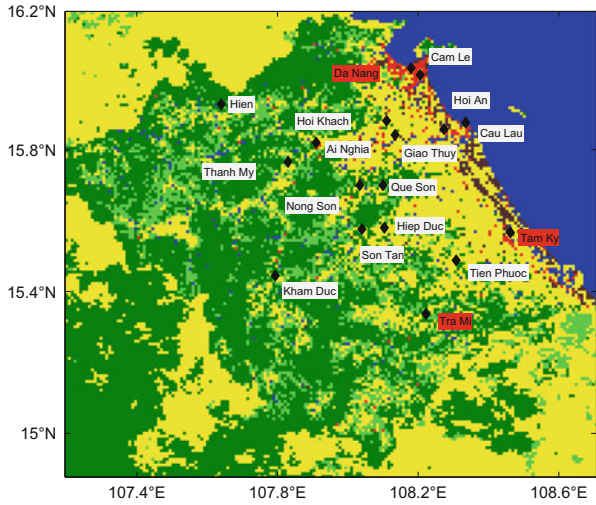 16.2°N
Cam Le
Da Nang
Hien
Hoi An
Hoi Khach
Cau Lau
15.8°N
Ai Nghia
Giao Thuy
Thanh My
Que Son
Nong Son
Hiep Duc
Tam Ky
Son Tan
Tien Phuoc
15.4°N
Kham Duc
Tra Mi
15°N
107.4°E
107.8°E
108.2°E
108.6°E